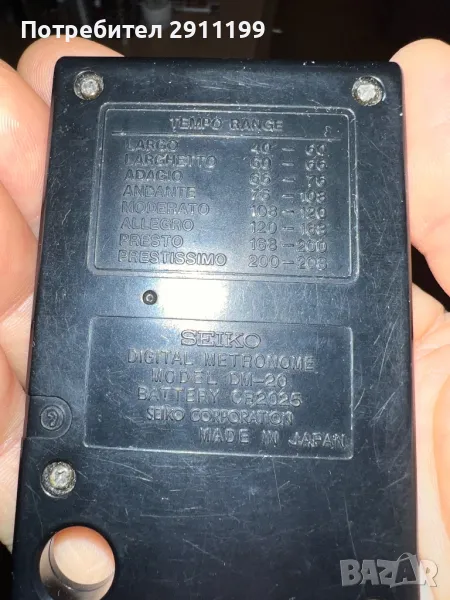 Потребител 2911199
TEMPO RANGE
LARGO 40 - 60
LARGHETTO 60 - 66
ADAGIO 66 - 76
ANDANTE 76 - 108
MODERATO 108 - 120
ALLEGRO 120 - 168
PRESTO 168 - 200
PRESTISSIMO 200 - 208
SEIKO
DIGITAL METRONOME
MODEL DM-20
BATTERY CR2025
SEIKO CORPORATION
MADE IN JAPAN
BAZAR